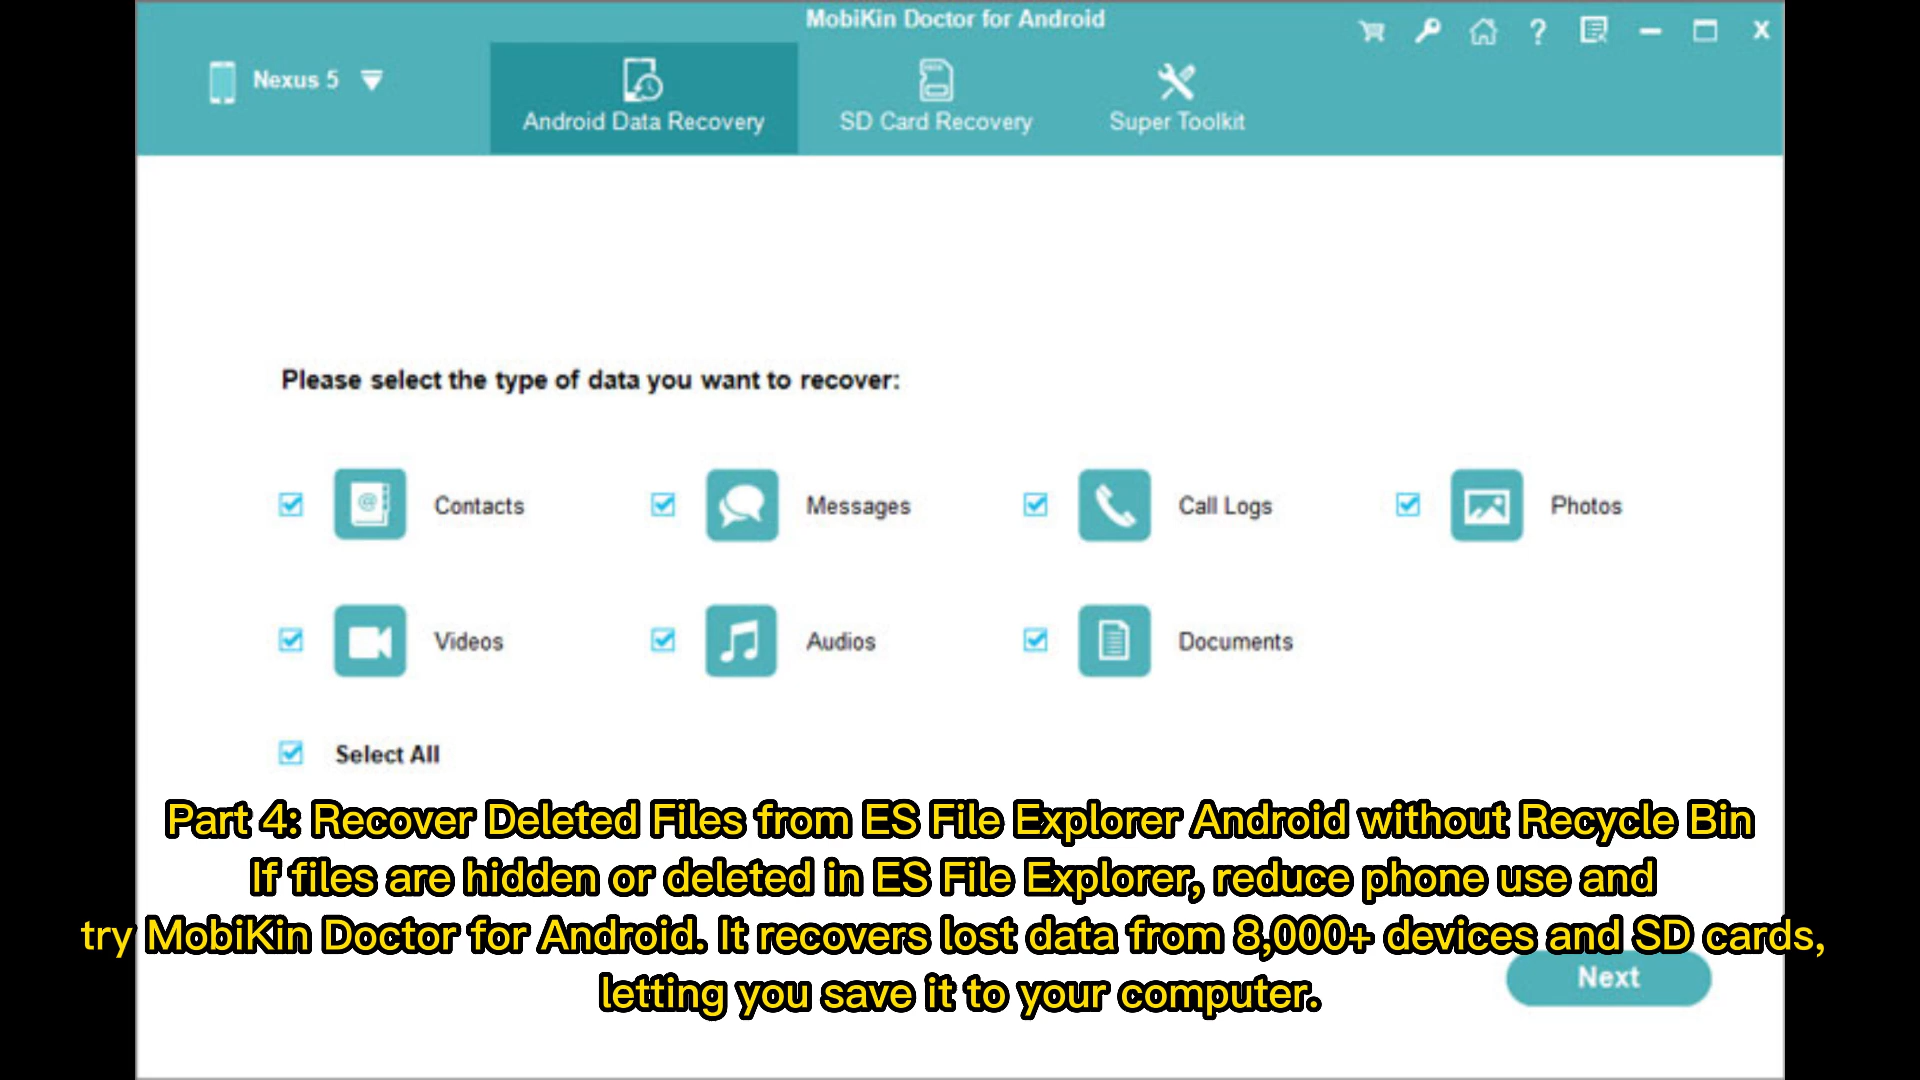 MobiKin Doctor for Android
Nexus 5
Android Data Recovery
SD Card Recovery
Super Toolkit
Please select the type of data you want to recover:
Contacts
Messages
Call Logs
Photos
Videos
Audios
Documents
Select All
Part 4: Recover Deleted Files from ES File Explorer Android without Recycle Bin
If files are hidden or deleted in ES File Explorer, reduce phone use and
try MobiKin Doctor for Android. It recovers lost data from 8,000+ devices and SD cards,
letting you save it to your computer.
Next